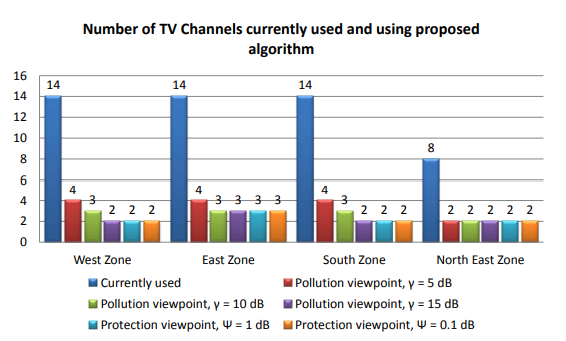 Number of TV Channels currently used and using proposed
algorithm
16
14
12
10
8
6
4
2
0
14 4 3 2 2 2
14 4 3 3 3 3
14 4 3 2 2 2
8 2 2 2 2 2
West Zone East Zone South Zone North East Zone
Currently used Pollution viewpoint, γ = 5 dB
Pollution viewpoint, γ = 10 dB Pollution viewpoint, γ = 15 dB
Protection viewpoint, Ψ = 1 dB Protection viewpoint, Ψ = 0.1 dB